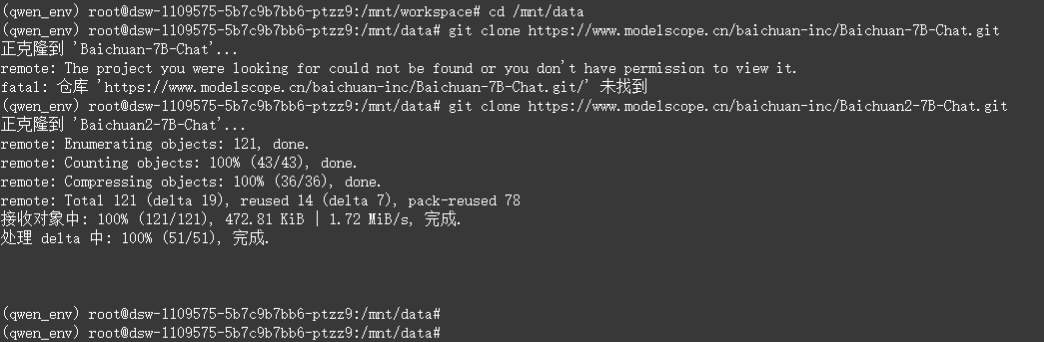 (qwen_env) root@dsw-1109575-5b7c9b7bb6-ptzz9:/mnt/workspace# cd /mnt/data
(qwen_env) root@dsw-1109575-5b7c9b7bb6-ptzz9:/mnt/data# git clone https://www.modelscope.cn/baichuan-inc/Baichuan-7B-Chat.git
正克隆到 'Baichuan-7B-Chat'...
remote: The project you were looking for could not be found or you don't have permission to view it.
fatal: 仓库 'https://www.modelscope.cn/baichuan-inc/Baichuan-7B-Chat.git/' 未找到
(qwen_env) root@dsw-1109575-5b7c9b7bb6-ptzz9:/mnt/data# git clone https://www.modelscope.cn/baichuan-inc/Baichuan2-7B-Chat.git
正克隆到 'Baichuan2-7B-Chat'...
remote: Enumerating objects: 121, done.
remote: Counting objects: 100% (43/43), done.
remote: Compressing objects: 100% (36/36), done.
remote: Total 121 (delta 19), reused 14 (delta 7), pack-reused 78
接收对象中: 100% (121/121), 472.81 KiB | 1.72 MiB/s, 完成.
处理 delta 中: 100% (51/51), 完成.
(qwen_env) root@dsw-1109575-5b7c9b7bb6-ptzz9:/mnt/data#
(qwen_env) root@dsw-1109575-5b7c9b7bb6-ptzz9:/mnt/data#